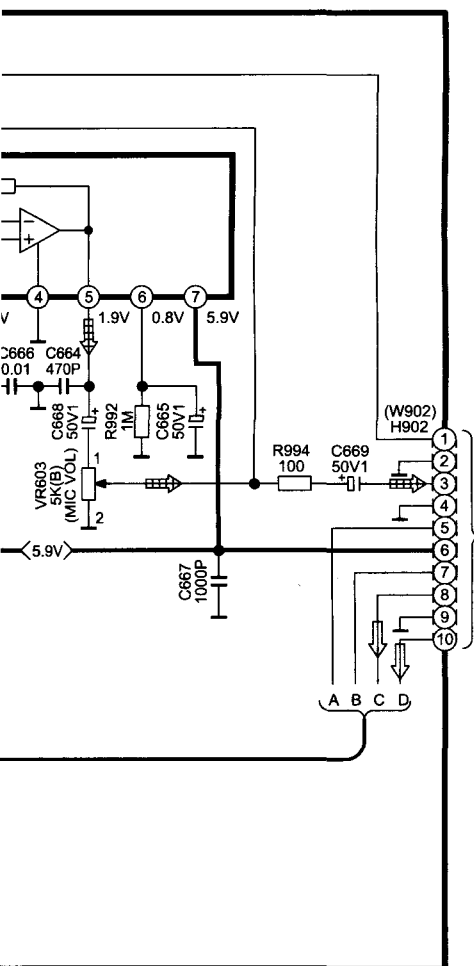 4
5
6
7
V
1.9V
0.8V
5.9V
C666
0.01
C664
470P
C668
50V1
+
R992
1M
C665
50V1
+
1
VR603
5K(B)
(MIC VOL)
2
R994
100
C669
50V1
+
(W902)
H902
1
2
3
4
5
6
7
8
9
10
5.9V
C667
1000P
A B C D